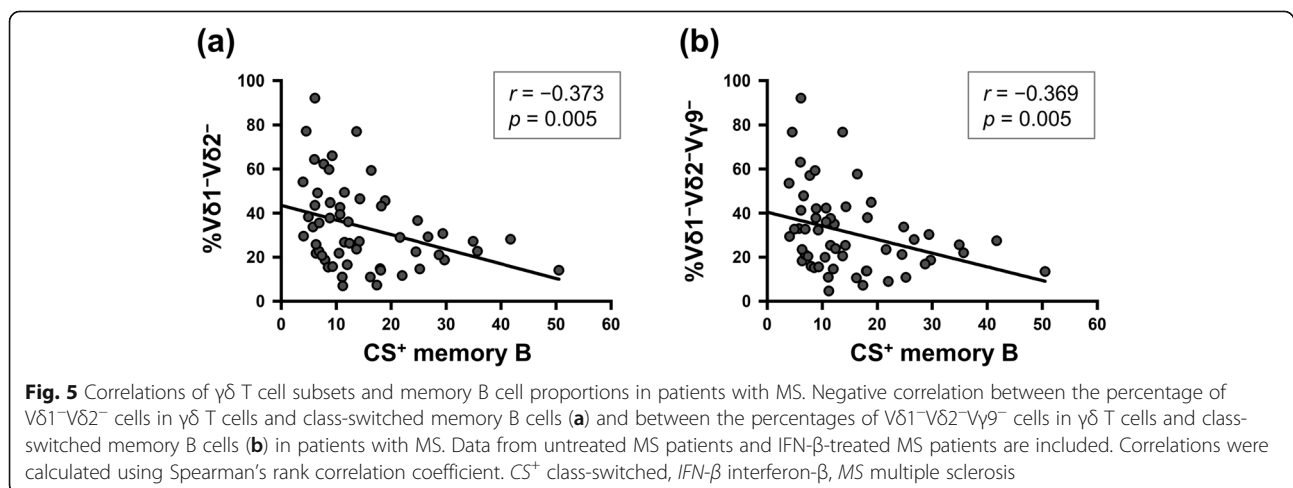 (a)
(b)
r = −0.373
p = 0.005
%Vδ1⁻Vδ2⁻
100
80
60
40
20
0
0 10 20 30 40 50 60
CS⁺ memory B
r = −0.369
p = 0.005
%Vδ1⁻Vδ2⁻Vγ9⁻
100
80
60
40
20
0
0 10 20 30 40 50 60
CS⁺ memory B
Fig. 5 Correlations of γδ T cell subsets and memory B cell proportions in patients with MS. Negative correlation between the percentage of
Vδ1⁻Vδ2⁻ cells in γδ T cells and class-switched memory B cells (a) and between the percentages of Vδ1⁻Vδ2⁻Vγ9⁻ cells in γδ T cells and class-
switched memory B cells (b) in patients with MS. Data from untreated MS patients and IFN-β-treated MS patients are included. Correlations were
calculated using Spearman's rank correlation coefficient. CS⁺ class-switched, IFN-β interferon-β, MS multiple sclerosis